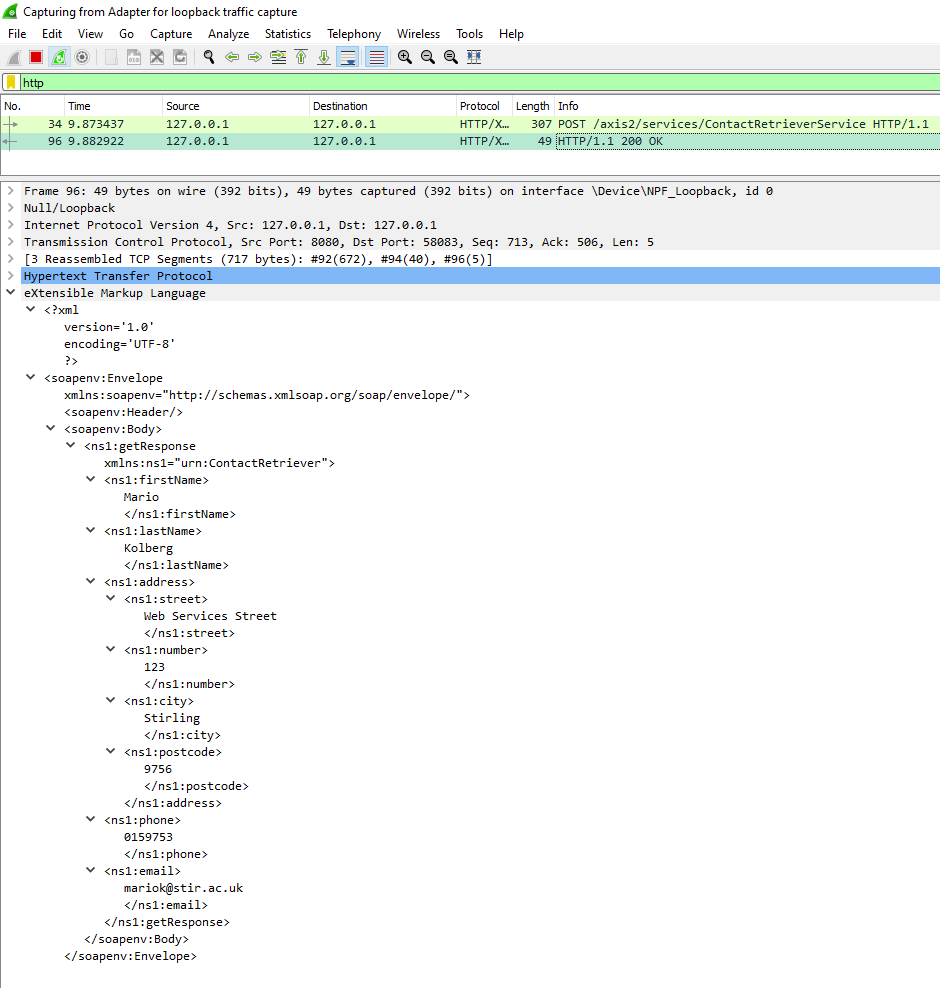 Capturing from Adapter for loopback traffic capture
File Edit View Go Capture Analyze Statistics Telephony Wireless Tools Help
http
No. Time Source Destination Protocol Length Info
34 9.873437 127.0.0.1 127.0.0.1 HTTP/X… 307 POST /axis2/services/ContactRetrieverService HTTP/1.1
96 9.882922 127.0.0.1 127.0.0.1 HTTP/X… 49 HTTP/1.1 200 OK
Frame 96: 49 bytes on wire (392 bits), 49 bytes captured (392 bits) on interface \Device\NPF_Loopback, id 0
Null/Loopback
Internet Protocol Version 4, Src: 127.0.0.1, Dst: 127.0.0.1
Transmission Control Protocol, Src Port: 8080, Dst Port: 58083, Seq: 713, Ack: 506, Len: 5
[3 Reassembled TCP Segments (717 bytes): #92(672), #94(40), #96(5)]
Hypertext Transfer Protocol
eXtensible Markup Language
<?xml
version='1.0'
encoding='UTF-8'
?>
<soapenv:Envelope
xmlns:soapenv="http://schemas.xmlsoap.org/soap/envelope/">
<soapenv:Header/>
<soapenv:Body>
<ns1:getResponse
xmlns:ns1="urn:ContactRetriever">
<ns1:firstName>
Mario
</ns1:firstName>
<ns1:lastName>
Kolberg
</ns1:lastName>
<ns1:address>
<ns1:street>
Web Services Street
</ns1:street>
<ns1:number>
123
</ns1:number>
<ns1:city>
Stirling
</ns1:city>
<ns1:postcode>
9756
</ns1:postcode>
</ns1:address>
<ns1:phone>
0159753
</ns1:phone>
<ns1:email>
mariok@stir.ac.uk
</ns1:email>
</ns1:getResponse>
</soapenv:Body>
</soapenv:Envelope>